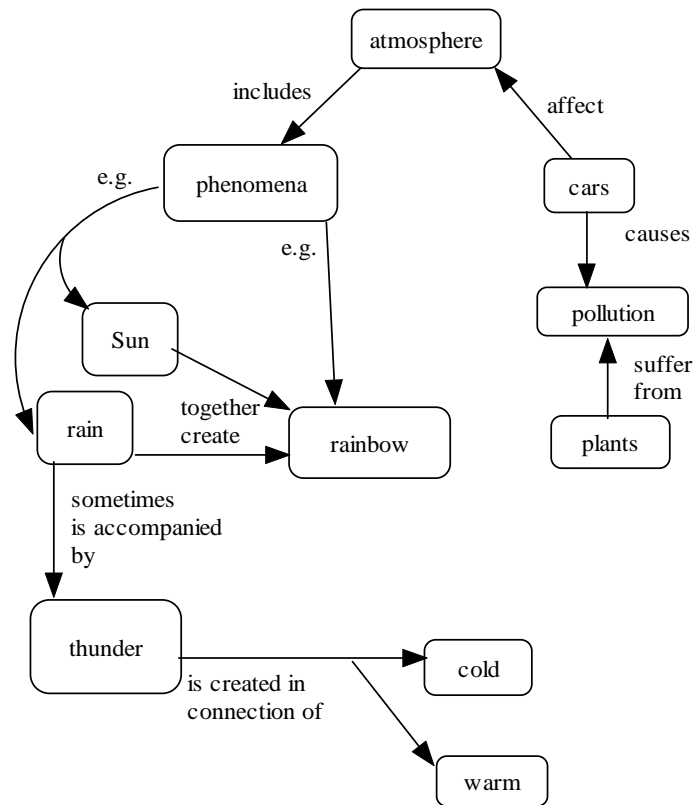 atmosphere
includes
affect
e.g.
phenomena
cars
e.g.
causes
pollution
Sun
suffer
from
together
create
rain
rainbow
plants
sometimes
is accompanied
by
thunder
cold
is created in
connection of
warm